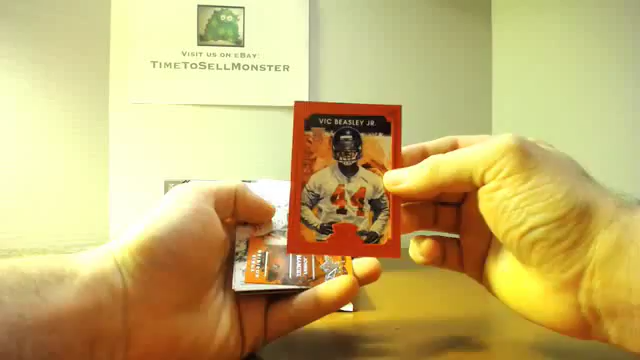 VISIT US ON EBAY:
TIMETOSELLMONSTER
VIC BEASLEY JR.
44